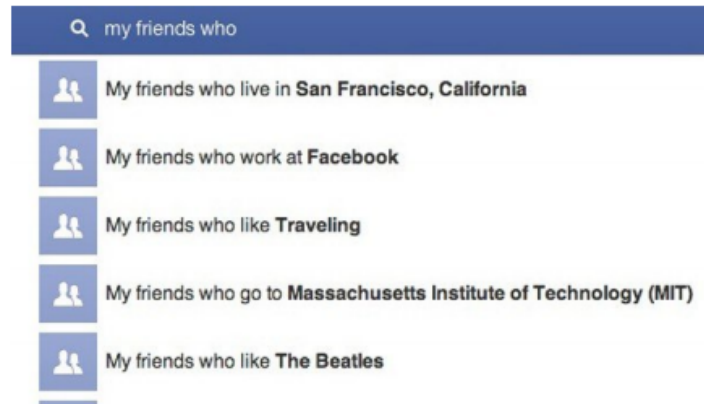 my friends who
My friends who live in San Francisco, California
My friends who work at Facebook
My friends who like Traveling
My friends who go to Massachusetts Institute of Technology (MIT)
My friends who like The Beatles